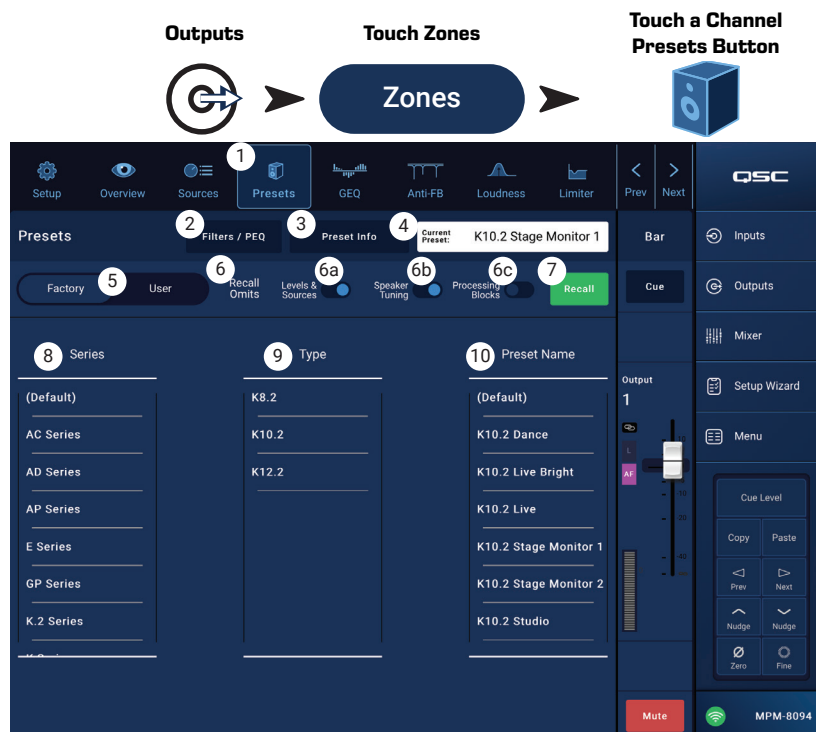 Outputs
Touch Zones
Touch a Channel
Presets Button
Zones
1
Setup
Overview
Sources
Presets
GEQ
Anti-FB
Loudness
Limiter
Prev
Next
QSC
Presets
2
Filters / PEQ
3
Preset Info
4
Current
Preset:
K10.2 Stage Monitor 1
Bar
Inputs
Factory
5
User
6
Recall
Omits
6a
Levels &
Sources
6b
Speaker
Tuning
6c
Processing
Blocks
7
Recall
Cue
Outputs
Mixer
8
Series
9
Type
10
Preset Name
(Default)
AC Series
AD Series
AP Series
E Series
GP Series
K.2 Series
K8.2
K10.2
K12.2
(Default)
K10.2 Dance
K10.2 Live Bright
K10.2 Live
K10.2 Stage Monitor 1
K10.2 Stage Monitor 2
K10.2 Studio
Output
1
L
AF
10
10
20
40
Mute
Setup Wizard
Menu
Cue Level
Copy
Paste
Prev
Next
Nudge
Nudge
Zero
Fine
MPM-8094